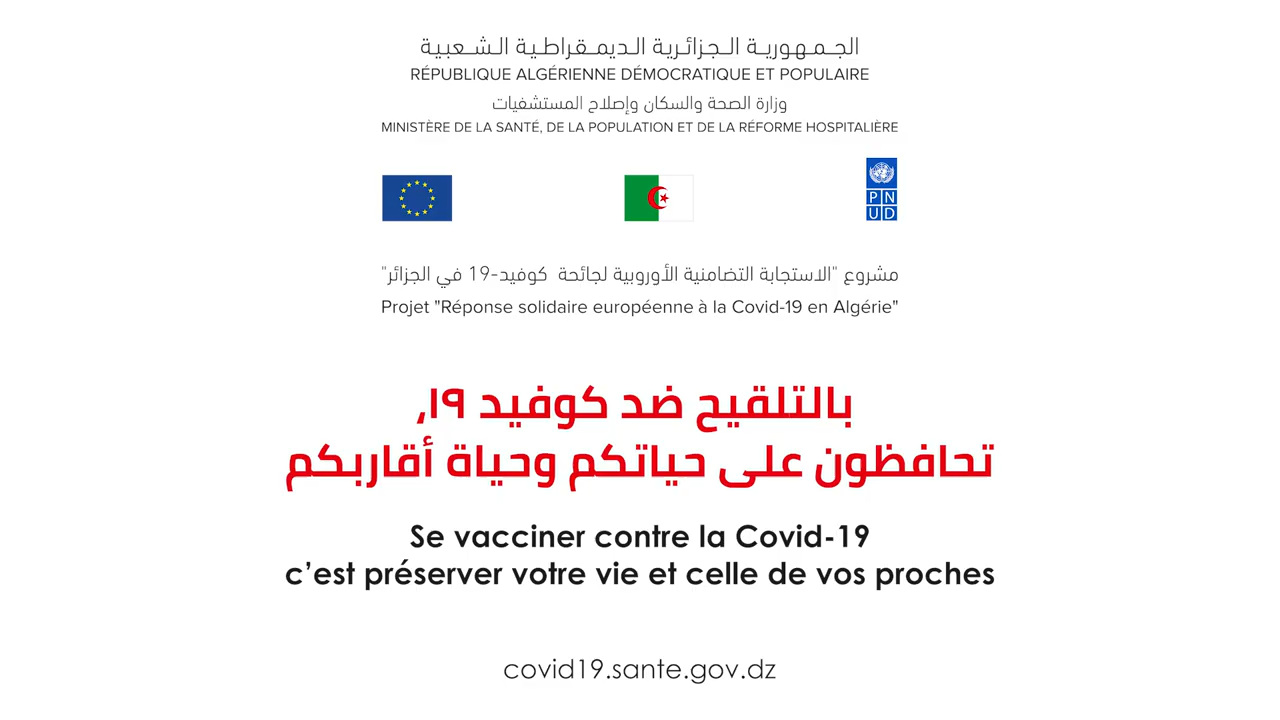 الجمهورية الجزائرية الديمقراطية الشعبية
RÉPUBLIQUE ALGÉRIENNE DÉMOCRATIQUE ET POPULAIRE
وزارة الصحة والسكان وإصلاح المستشفيات
MINISTÈRE DE LA SANTÉ, DE LA POPULATION ET DE LA RÉFORME HOSPITALIÈRE
PN
UD
مشروع "الاستجابة التضامنية الأوروبية لجائحة كوفيد-19 في الجزائر"
Projet "Réponse solidaire européenne à la Covid-19 en Algérie"
بالتلقيح ضد كوفيد ١٩،
تحافظون على حياتكم وحياة أقاربكم
Se vacciner contre la Covid-19
c’est préserver votre vie et celle de vos proches
covid19.sante.gov.dz